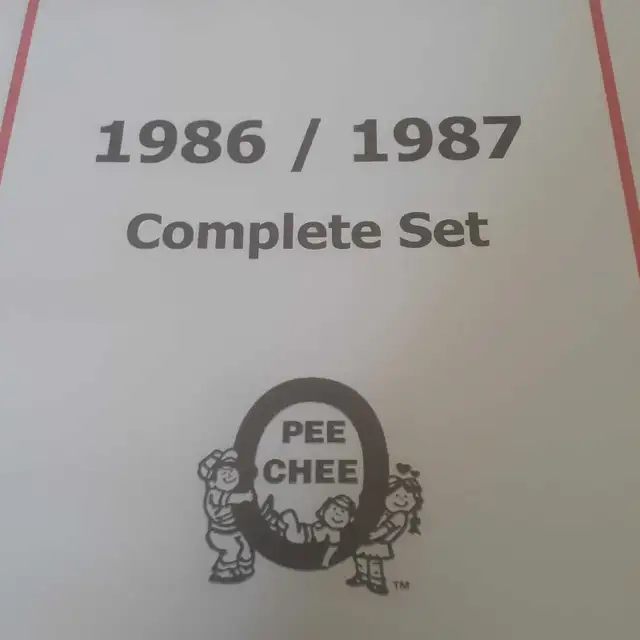 1986 / 1987
Complete Set
PEE
CHEE
TM